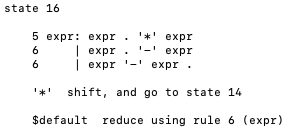 state 16
5 expr: expr . '*' expr
6 | expr . '-' expr
6 | expr '-' expr .
'*' shift, and go to state 14
$default reduce using rule 6 (expr)